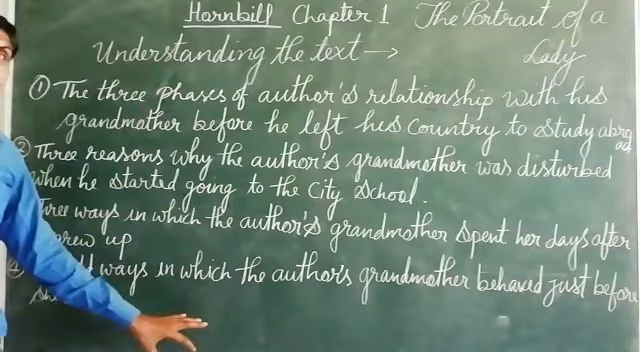 Hornbill Chapter 1 The Portrait of a
Lady
Understanding the text →
① The three phases of author's relationship with his
grandmother before he left his country to study abroad
② Three reasons why the author's grandmother was disturbed
when he started going to the City School.
ways in which the author's grandmother spent her days after
up
④ ways in which the author's grandmother behaved just before